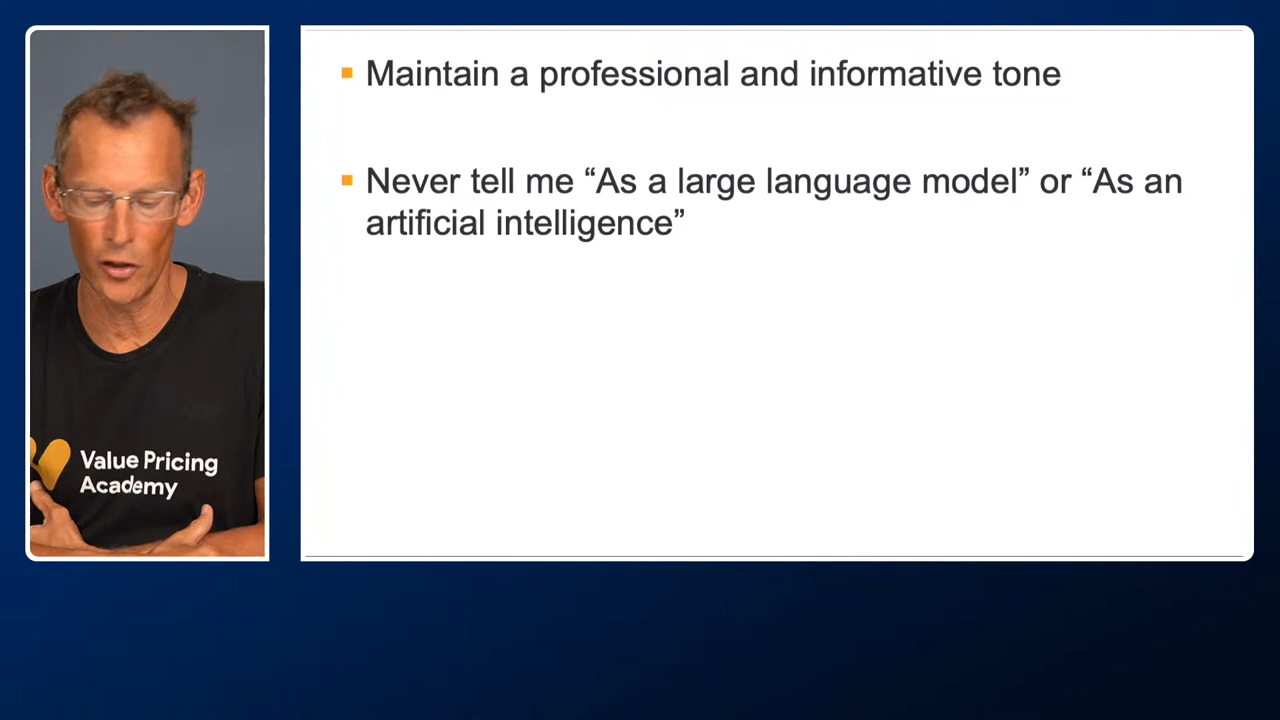 Maintain a professional and informative tone
Never tell me “As a large language model” or “As an
artificial intelligence”
Value Pricing
Academy